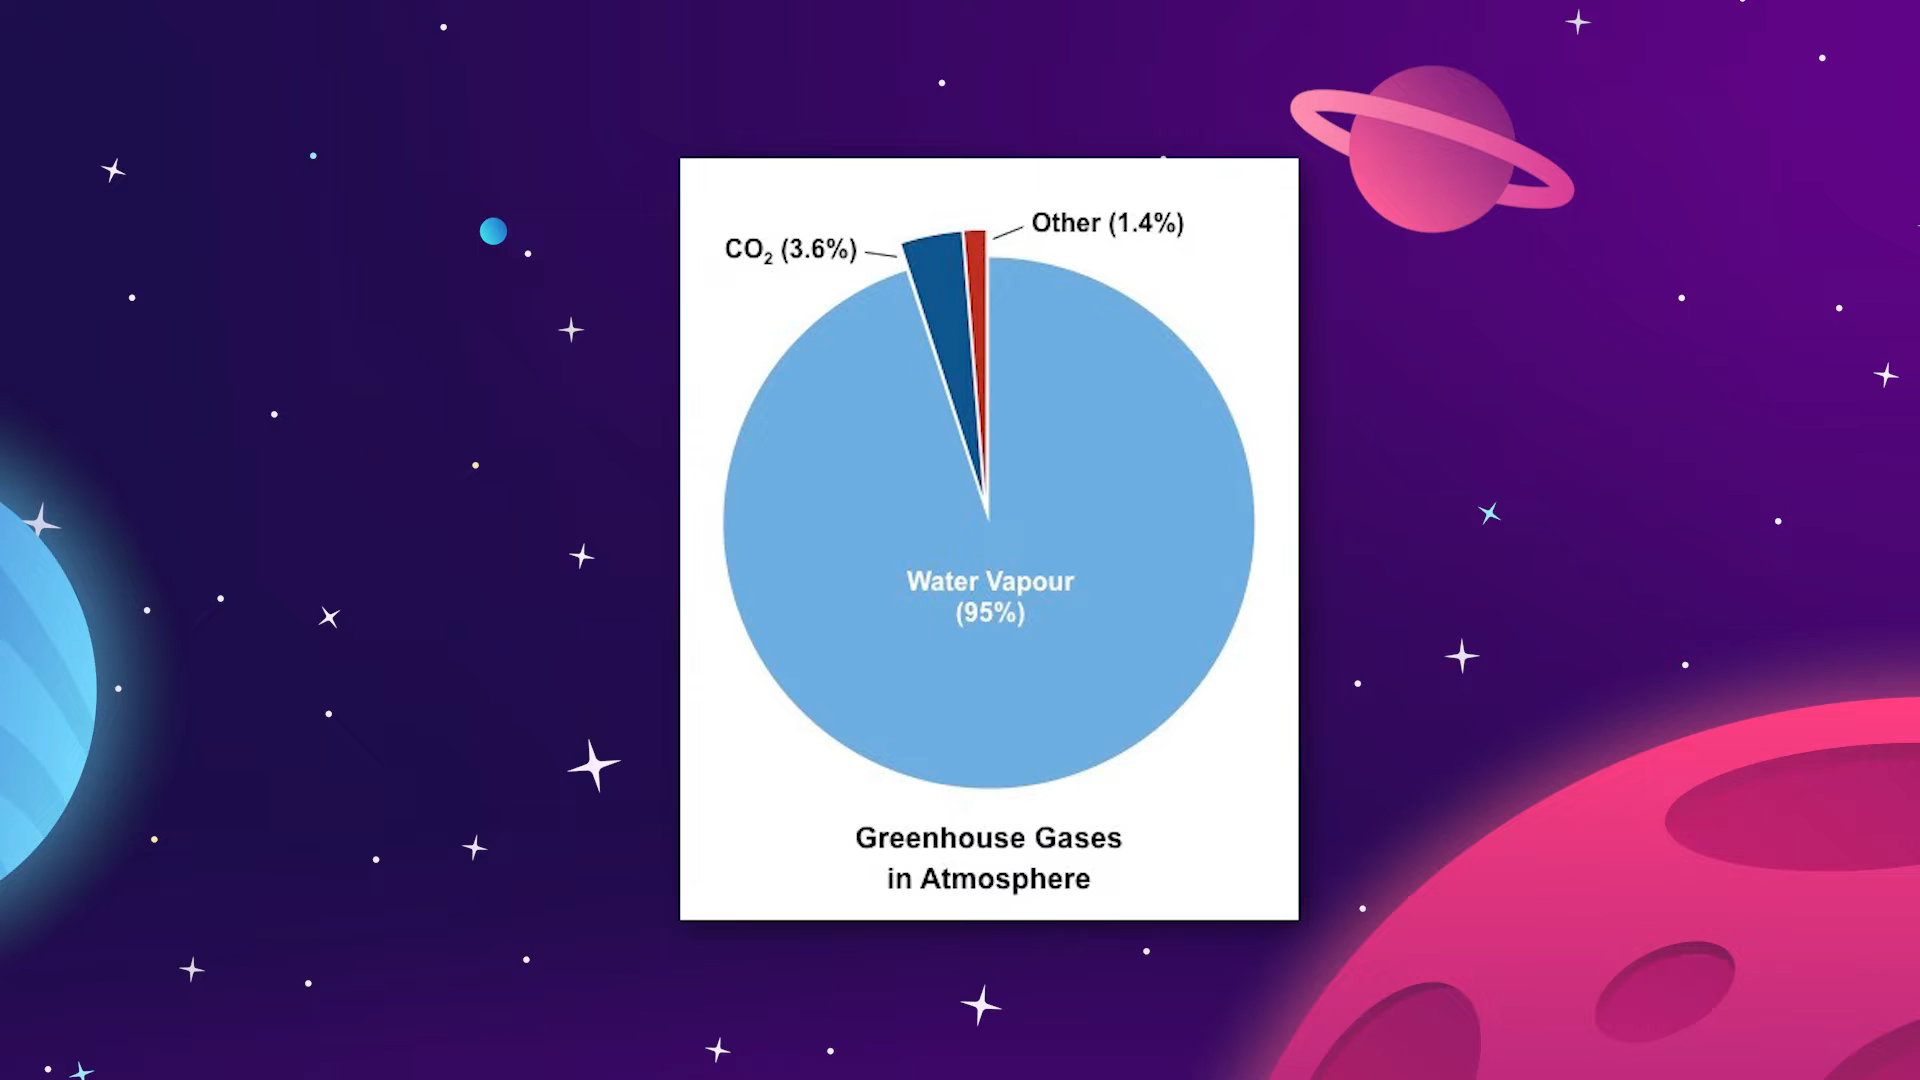 Other (1.4%)
CO₂ (3.6%)
Water Vapour
(95%)
Greenhouse Gases
in Atmosphere